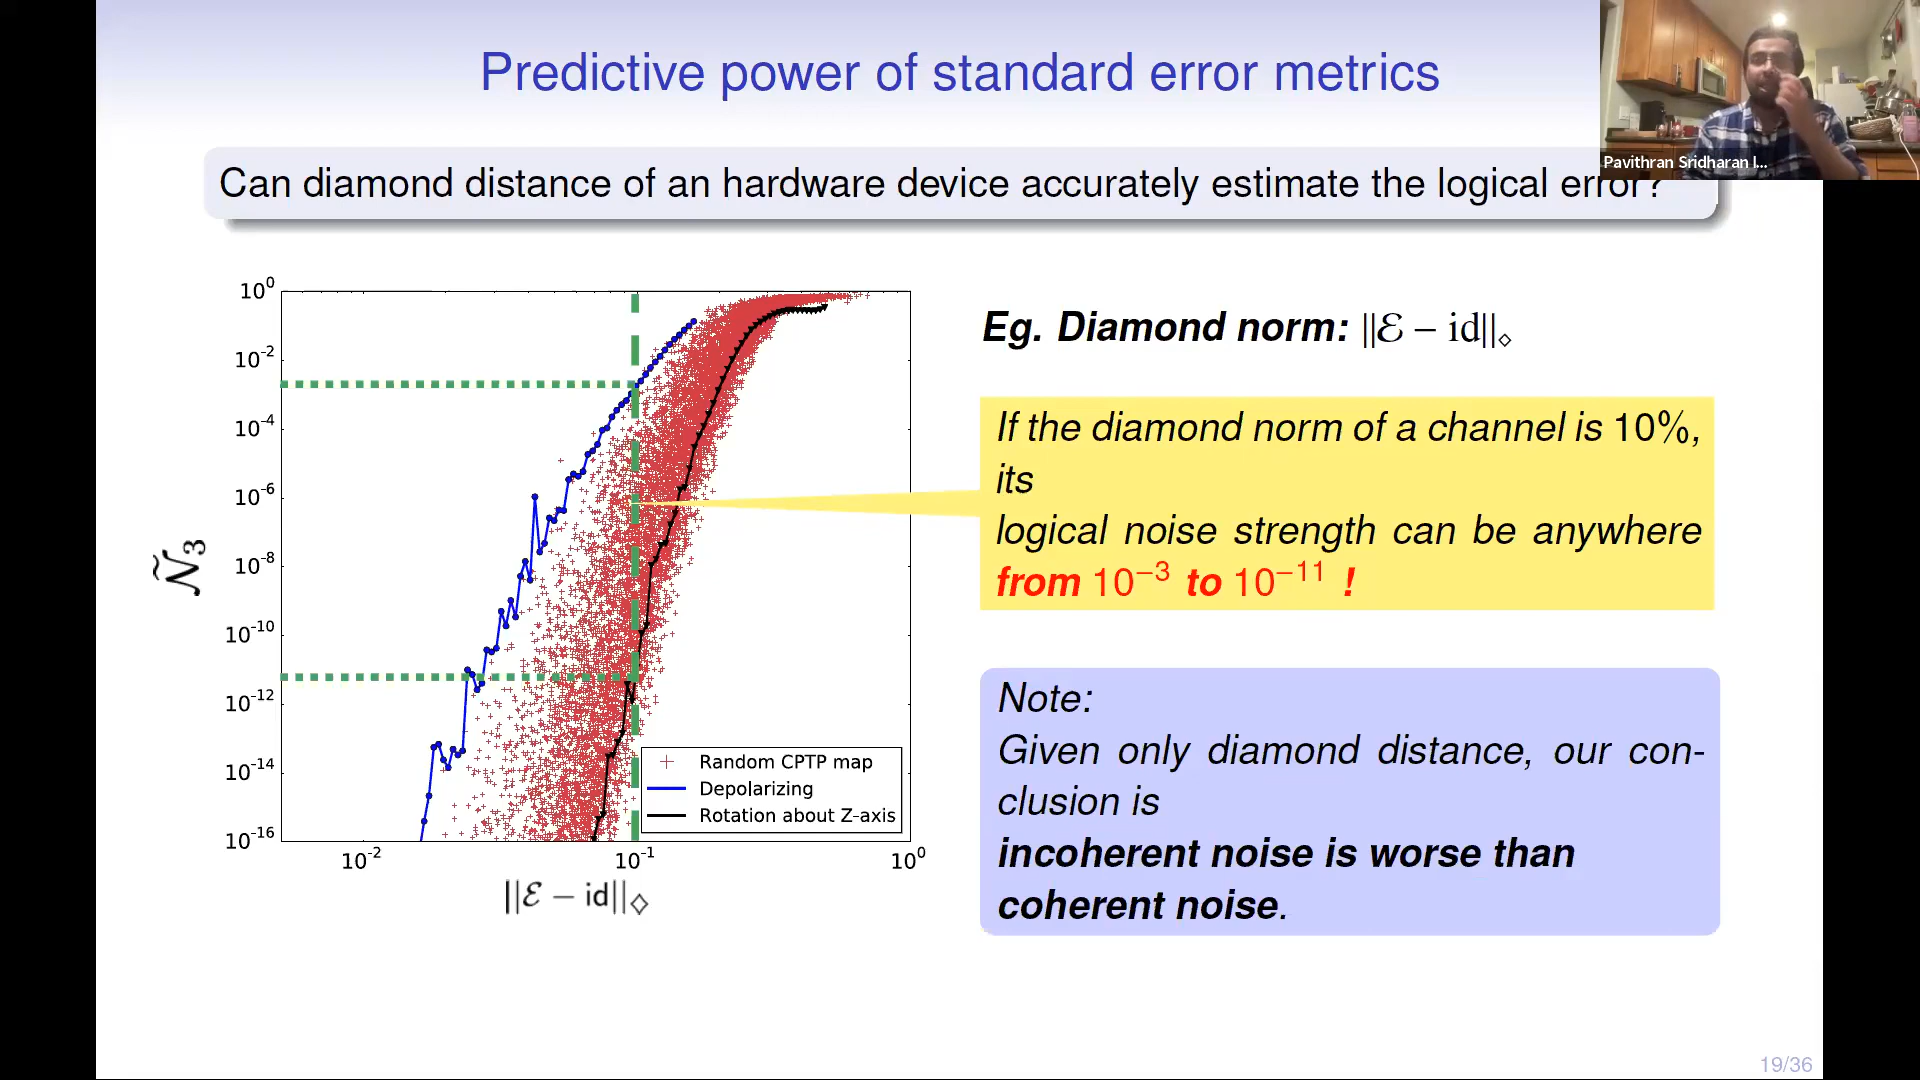 Predictive power of standard error metrics
Pavithran Sridharan I...
Can diamond distance of an hardware device accurately estimate the logical error?
Eg. Diamond norm: ||ℰ − id||⋄
If the diamond norm of a channel is 10%,
its
logical noise strength can be anywhere
from 10⁻³ to 10⁻¹¹ !
Note:
Given only diamond distance, our con-
clusion is
incoherent noise is worse than
coherent noise.
10⁰
10⁻²
10⁻⁴
10⁻⁶
10⁻⁸
10⁻¹⁰
10⁻¹²
10⁻¹⁴
10⁻¹⁶
Ñ₃
Random CPTP map
Depolarizing
Rotation about Z-axis
10⁻² 10⁻¹ 10⁰
||ℰ − id||◇
19/36